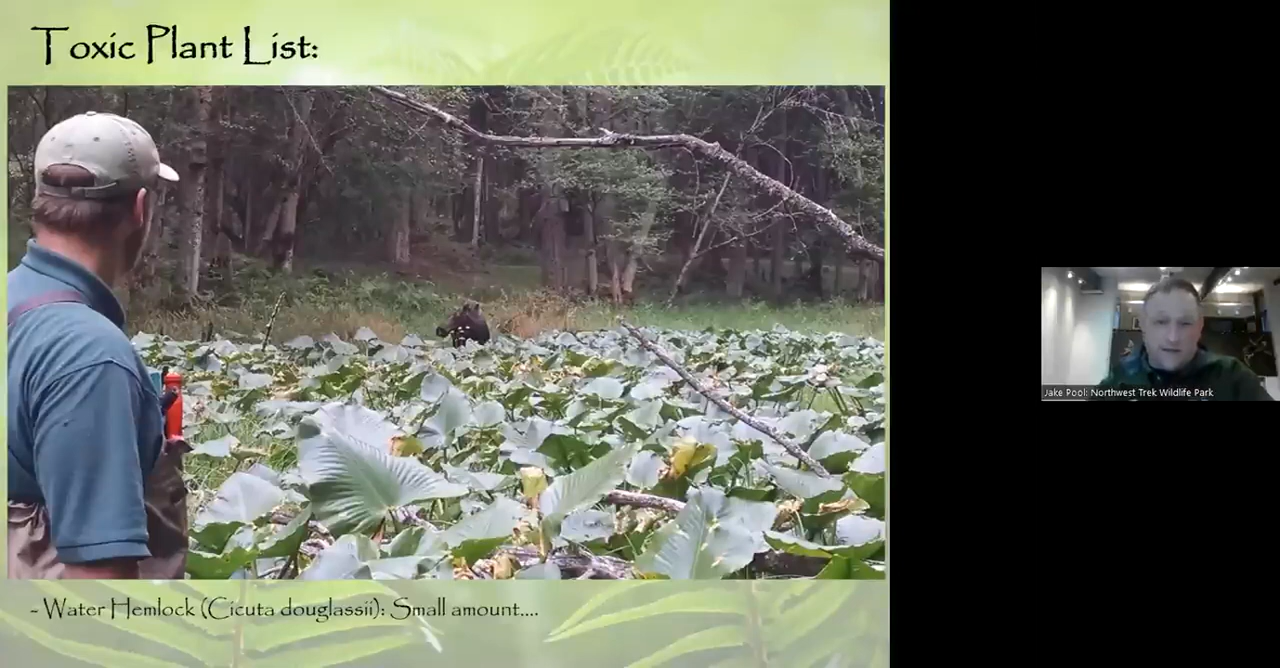 Toxic Plant List:
- Water Hemlock (Cicuta douglassii): Small amount....
Jake Pool: Northwest Trek Wildlife Park